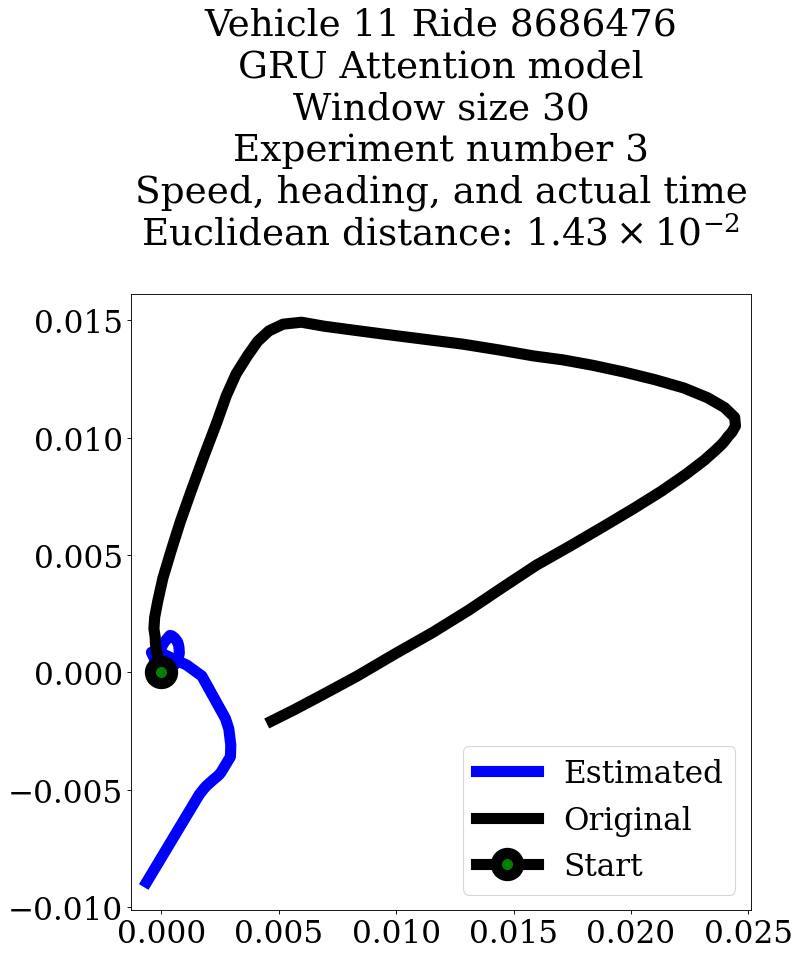 Vehicle 11 Ride 8686476
GRU Attention model
Window size 30
Experiment number 3
Speed, heading, and actual time
Euclidean distance: 1.43 × 10⁻²
0.015
0.010
0.005
0.000
−0.005
−0.010
Estimated
Original
Start
0.000 0.005 0.010 0.015 0.020 0.025